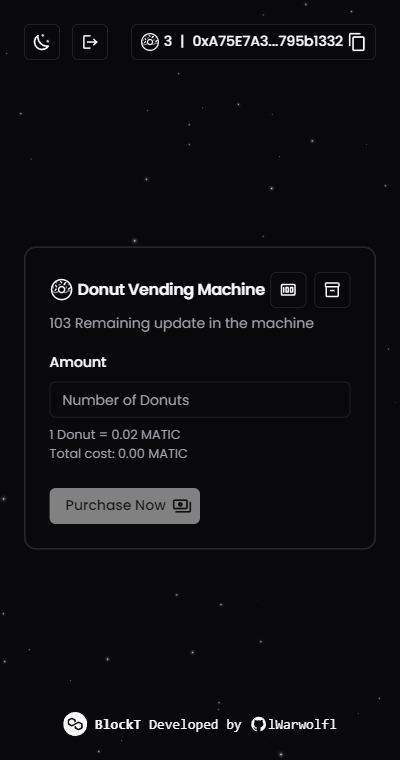 3 | 0xA75E7A3...795b1332
Donut Vending Machine
100
103 Remaining update in the machine
Amount
Number of Donuts
1 Donut = 0.02 MATIC
Total cost: 0.00 MATIC
Purchase Now
BlockT Developed by lWarwolfl